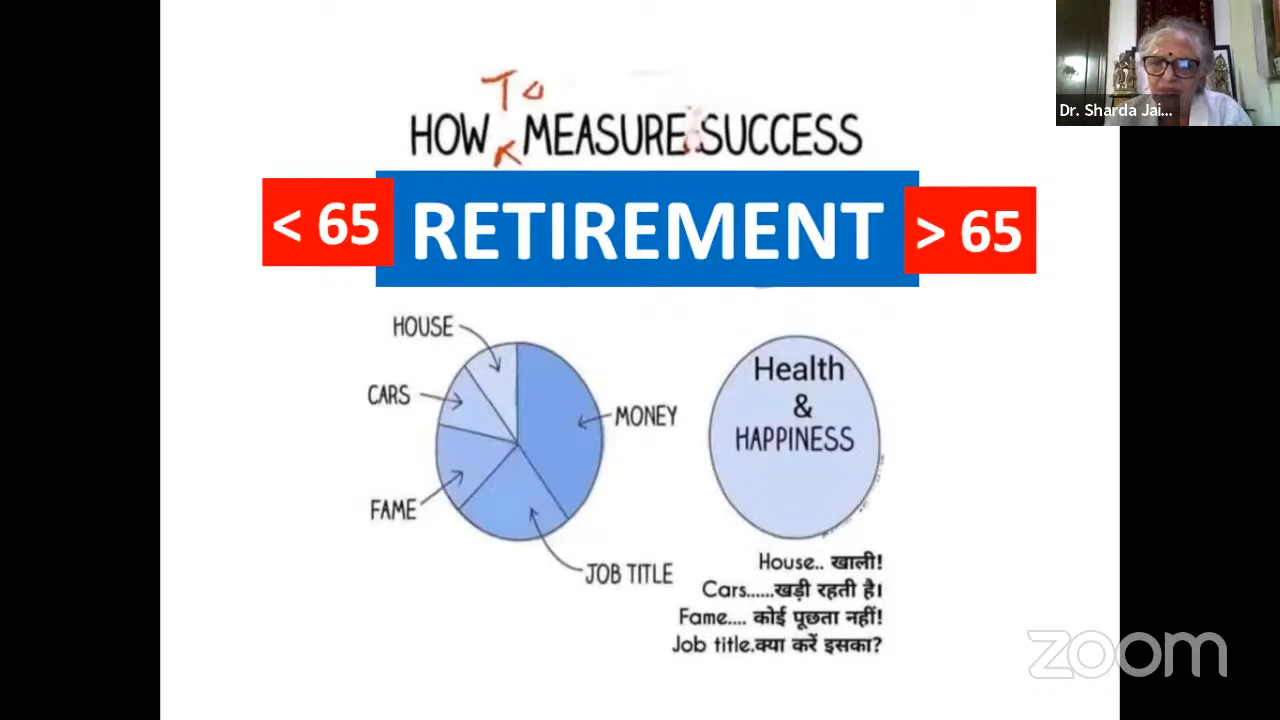 Dr. Sharda Jai...
TO
HOW MEASURE SUCCESS
< 65 RETIREMENT > 65
HOUSE
CARS
FAME
MONEY
JOB TITLE
Health
&
HAPPINESS
House.. खाली!
Cars......खड़ी रहती है।
Fame.... कोई पूछता नहीं!
Job title.क्या करें इसका?
zoom